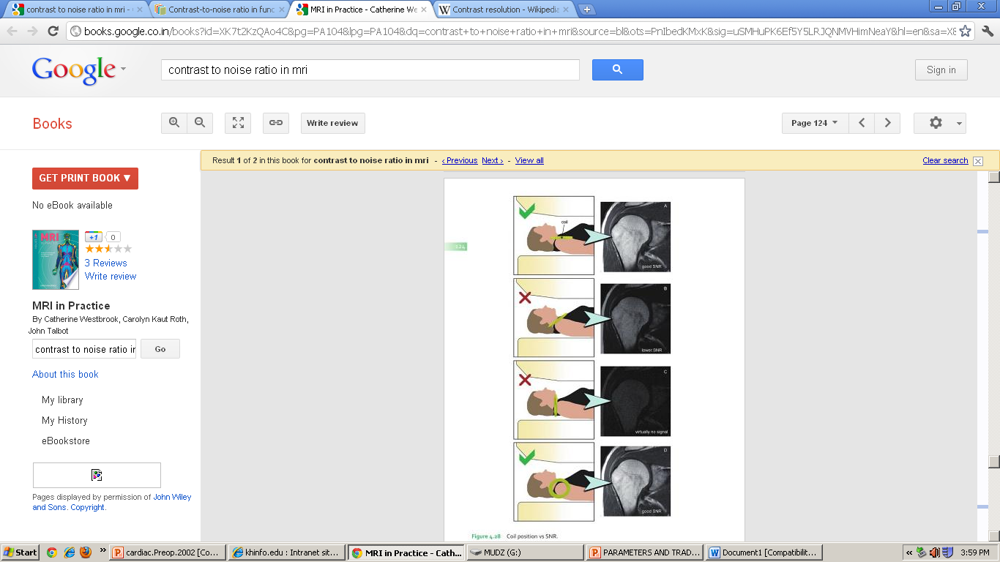 contrast to noise ratio in mri -
Contrast-to-noise ratio in func
MRI in Practice - Catherine We
Contrast resolution - Wikipedia
books.google.co.in/books?id=XK7t2KzQAo4C&pg=PA104&lpg=PA104&dq=contrast+to+noise+ratio+in+mri&source=bl&ots=PnIbedKMxK&sig=uSMHuPK6Ef5Y5LRJQNMVHimNeaY&hl=en&sa=X&
Google
contrast to noise ratio in mri
Sign in
Books
Write review
Page 124
Result 1 of 2 in this book for contrast to noise ratio in mri - ‹ Previous Next › - View all
Clear search
GET PRINT BOOK ▼
No eBook available
MRI
+1 0
3 Reviews
Write review
MRI in Practice
By Catherine Westbrook, Carolyn Kaut Roth,
John Talbot
contrast to noise ratio in
Go
About this book
My library
My History
eBookstore
Pages displayed by permission of John Wiley
and Sons. Copyright.
124
coil
A
good SNR
B
lower SNR
C
virtually no signal
D
good SNR
Figure 4.28 Coil position vs SNR.
Start
»
cardiac.Preop.2002 [Co...
khinfo.edu : Intranet sit...
MRI in Practice - Cath...
MUDZ (G:)
PARAMETERS AND TRAD...
Document1 [Compatibilit...
«
3:59 PM